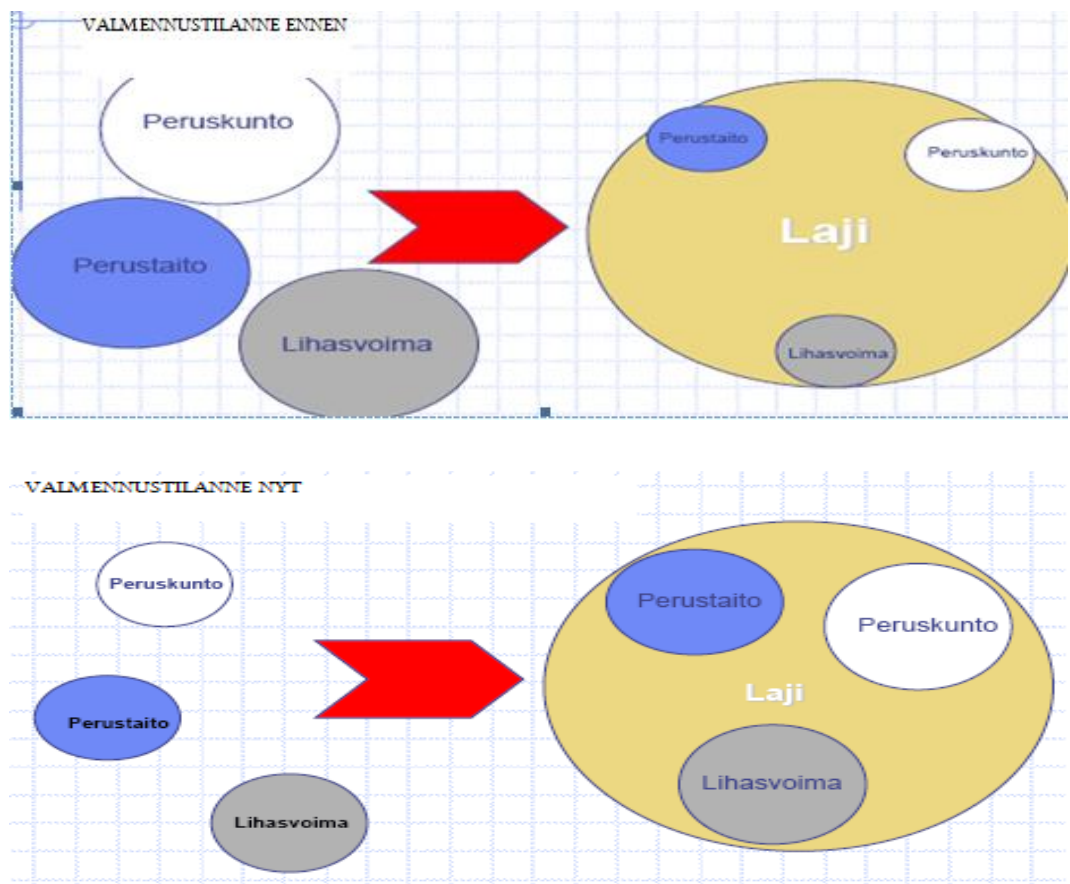 VALMENNUSTILANNE ENNEN
Peruskunto
Perustaito
Lihasvoima
Perustaito
Peruskunto
Laji
Lihasvoima
VALMENNUSTILANNE NYT
Peruskunto
Perustaito
Lihasvoima
Perustaito
Peruskunto
Laji
Lihasvoima